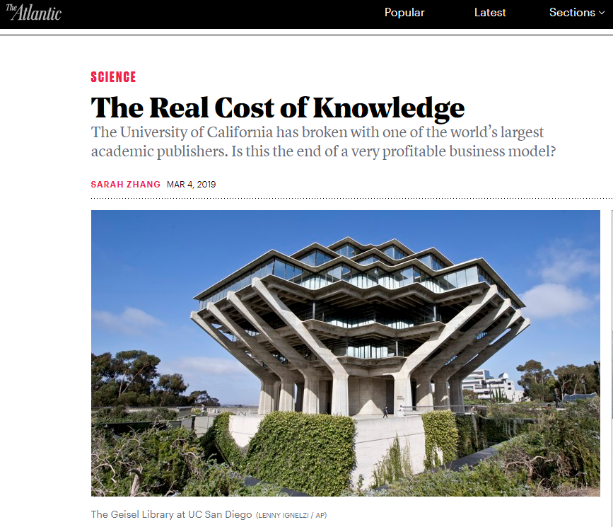 The Atlantic
Popular Latest Sections
SCIENCE
The Real Cost of Knowledge
The University of California has broken with one of the world's largest
academic publishers. Is this the end of a very profitable business model?
SARAH ZHANG MAR 4, 2019
The Geisel Library at UC San Diego (LENNY IGNELZI / AP)